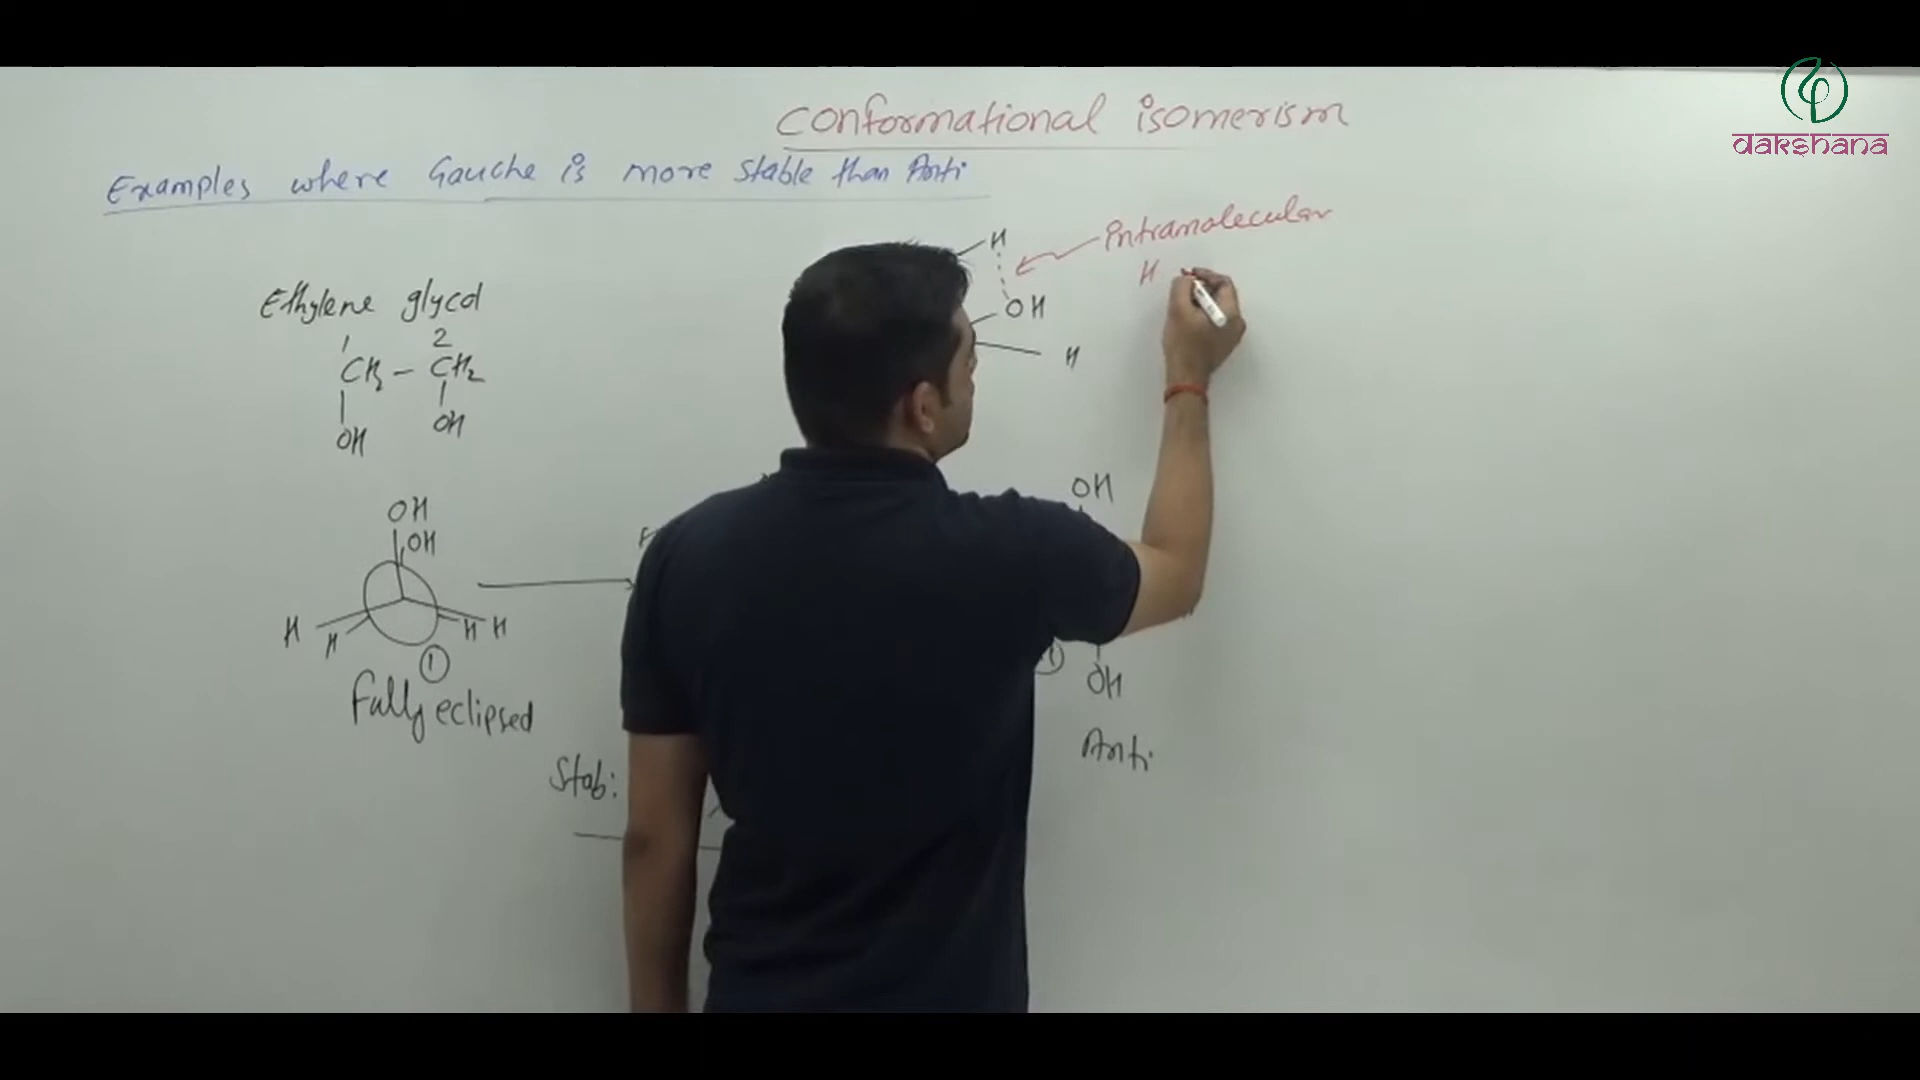 dakshana
Conformational isomerism
Examples where Gauche is more stable than Anti
H
Intramolecular
H
OH
H
Ethylene glycol
1 2
CH2 - CH2
OH OH
OH
OH
H H H H
1
Fully eclipsed
OH
OH
Anti
Stab: